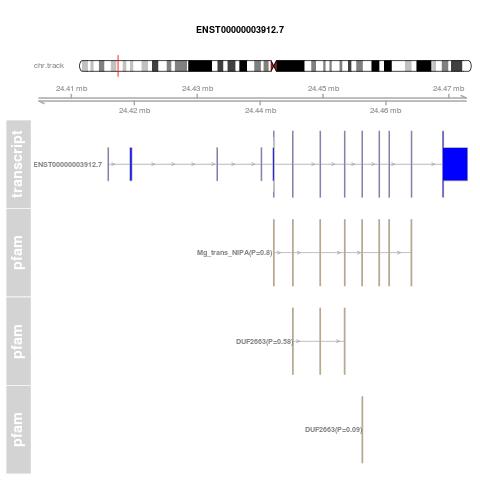 ENST00000003912.7
chr.track
24.41 mb
24.43 mb
24.45 mb
24.47 mb
24.42 mb
24.44 mb
24.46 mb
transcript
ENST00000003912.7
pfam
Mg_trans_NIPA(P=0.8)
pfam
DUF2663(P=0.58)
pfam
DUF2663(P=0.09)